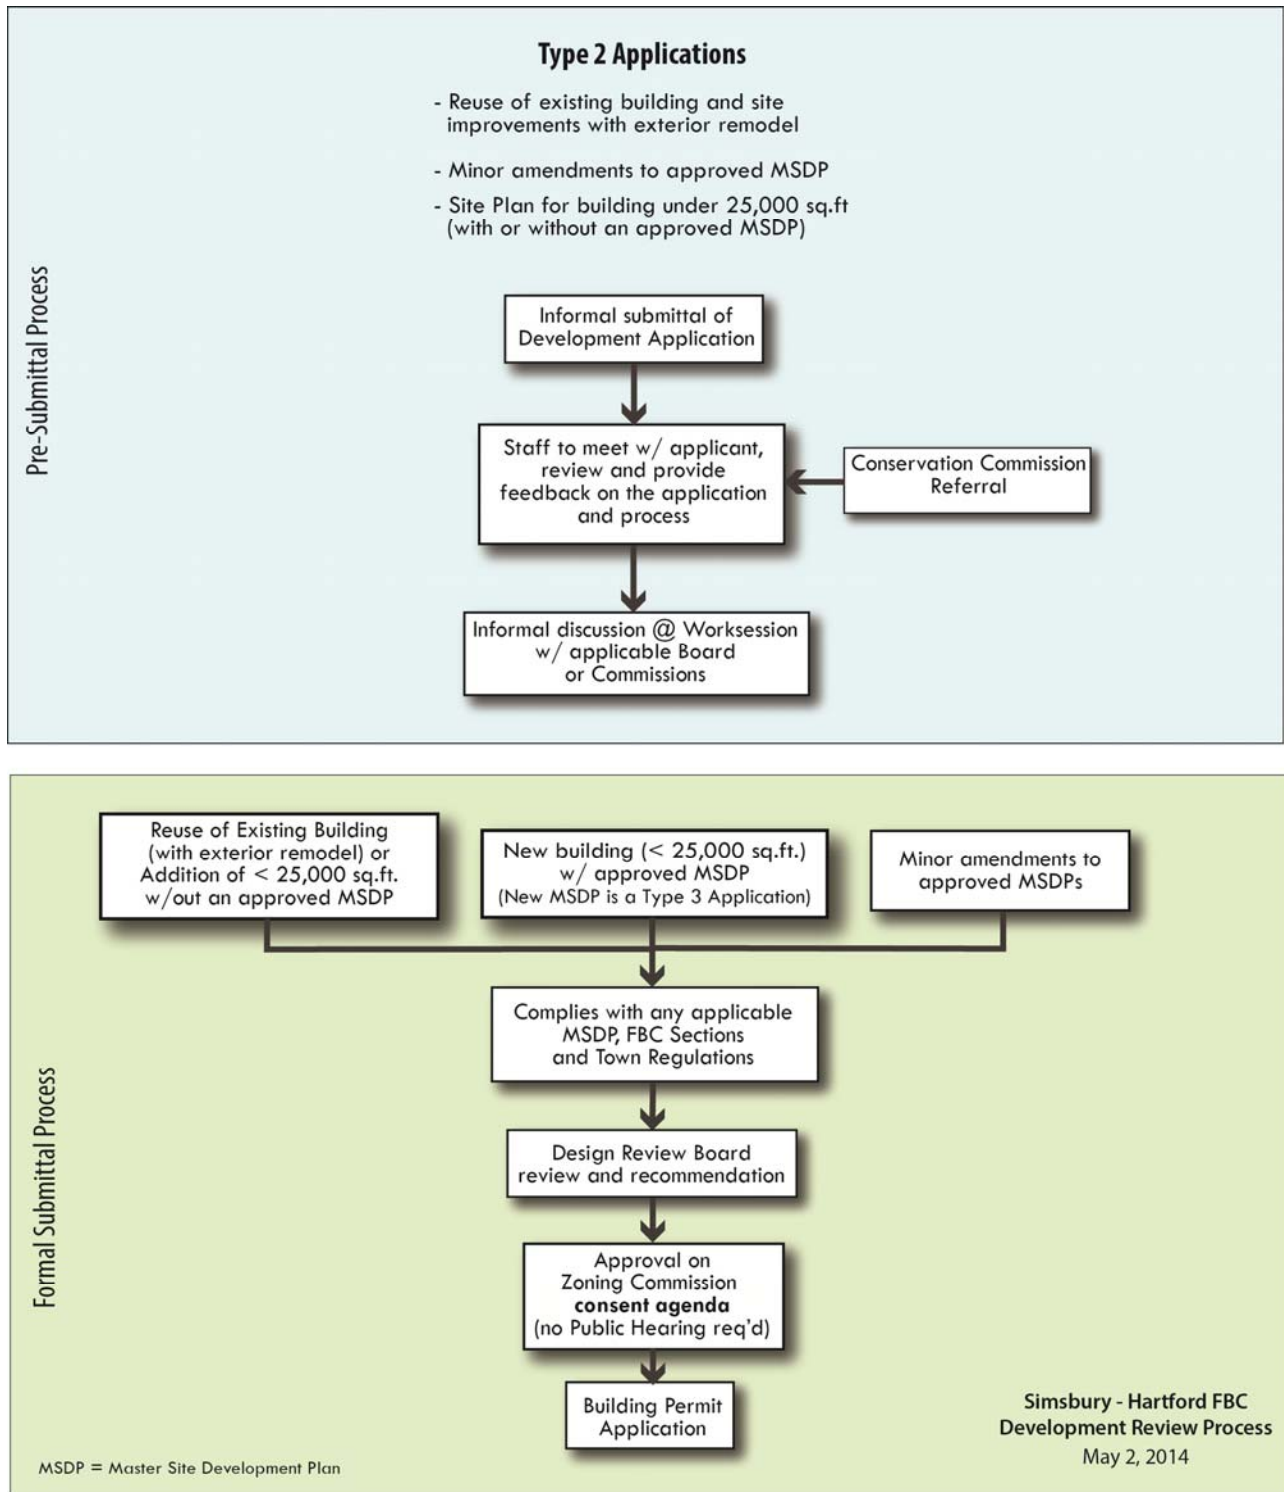 Type 2 Applications
- Reuse of existing building and site
improvements with exterior remodel
- Minor amendments to approved MSDP
- Site Plan for building under 25,000 sq.ft
(with or without an approved MSDP)
Pre-Submittal Process
Informal submittal of
Development Application
Staff to meet w/ applicant,
review and provide
feedback on the application
and process
Conservation Commission
Referral
Informal discussion @ Worksession
w/ applicable Board
or Commissions
Formal Submittal Process
Reuse of Existing Building
(with exterior remodel) or
Addition of < 25,000 sq.ft.
w/out an approved MSDP
New building (< 25,000 sq.ft.)
w/ approved MSDP
(New MSDP is a Type 3 Application)
Minor amendments to
approved MSDPs
Complies with any applicable
MSDP, FBC Sections
and Town Regulations
Design Review Board
review and recommendation
Approval on
Zoning Commission
consent agenda
(no Public Hearing req'd)
Building Permit
Application
MSDP = Master Site Development Plan
Simsbury - Hartford FBC
Development Review Process
May 2, 2014